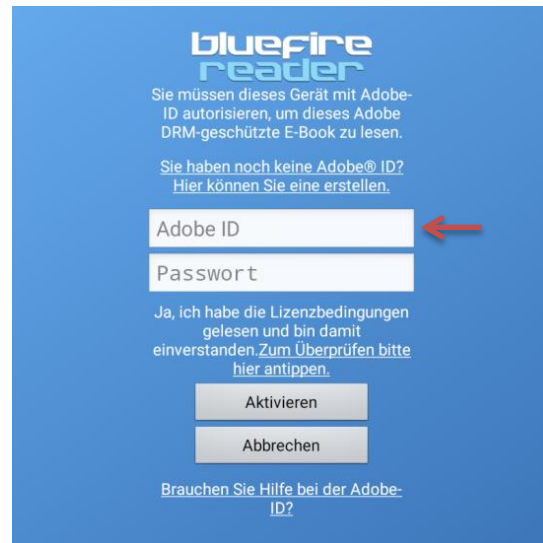 bluefire
reader
Sie müssen dieses Gerät mit Adobe-
ID autorisieren, um dieses Adobe
DRM-geschützte E-Book zu lesen.
Sie haben noch keine Adobe® ID?
Hier können Sie eine erstellen.
Adobe ID
Passwort
Ja, ich habe die Lizenzbedingungen
gelesen und bin damit
einverstanden.Zum Überprüfen bitte
hier antippen.
Aktivieren
Abbrechen
Brauchen Sie Hilfe bei der Adobe-
ID?